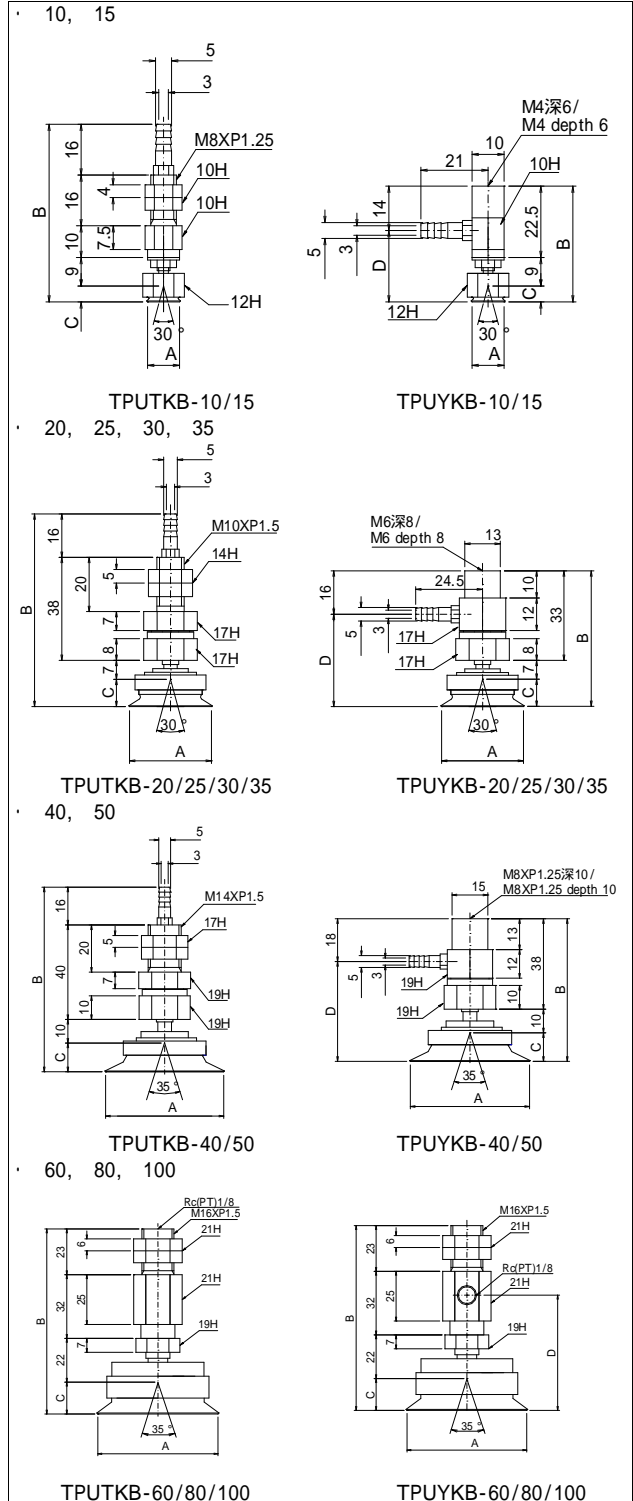 · 10, 15
5
3
M8XP1.25
10H
10H
12H
B
16
16
4
10
7.5
9
C
30 °
A
TPUTKB-10/15
M4深6/
M4 depth 6
10
10H
21
14
5
3
D
22.5
B
9
C
12H
30 °
A
TPUYKB-10/15
· 20, 25, 30, 35
5
3
M10XP1.5
14H
17H
17H
B
16
38
20
5
7
8
7
C
30 °
A
TPUTKB-20/25/30/35
M6深8/
M6 depth 8
13
24.5
16
5
3
D
17H
17H
10
12
33
8
7
B
C
30 °
A
TPUYKB-20/25/30/35
· 40, 50
5
3
M14XP1.5
17H
19H
19H
B
16
40
20
5
7
10
10
C
35 °
A
TPUTKB-40/50
M8XP1.25深10/
M8XP1.25 depth 10
15
18
5
3
D
19H
19H
13
12
38
10
10
B
C
35 °
A
TPUYKB-40/50
· 60, 80, 100
Rc(PT)1/8
M16XP1.5
21H
21H
19H
B
23
6
32
25
22
7
C
35 °
A
TPUTKB-60/80/100
M16XP1.5
21H
Rc(PT)1/8
21H
19H
B
23
6
32
25
22
7
C
D
35 °
A
TPUYKB-60/80/100